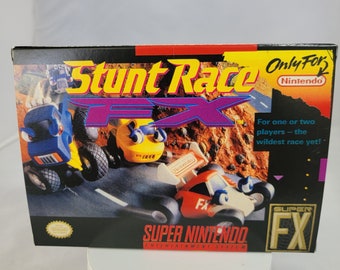 Stunt Race
FX
Only For
Nintendo
For one or two
players – the
wildest race yet!
FX
SUPER NINTENDO
ENTERTAINMENT SYSTEM
SUPER
FX